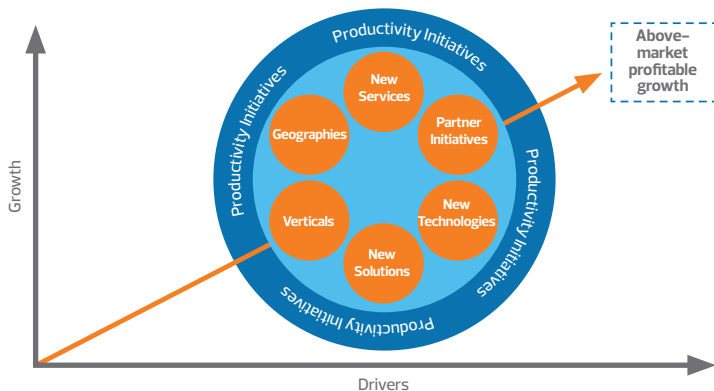 Productivity Initiatives
Above–
market
profitable
growth
New
Services
Productivity Initiatives
Geographies
Partner
Initiatives
Growth
Verticals
New
Technologies
Productivity Initiatives
New
Solutions
Productivity Initiatives
Drivers